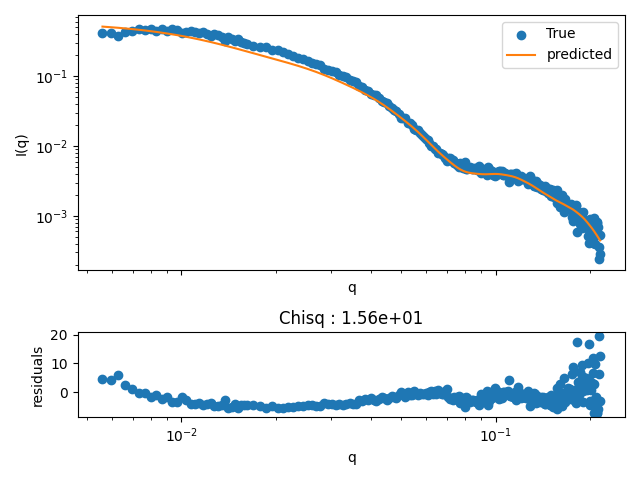 True
predicted
I(q)
10⁻¹
10⁻²
10⁻³
q
Chisq : 1.56e+01
residuals
20
10
0
10⁻²
10⁻¹
q